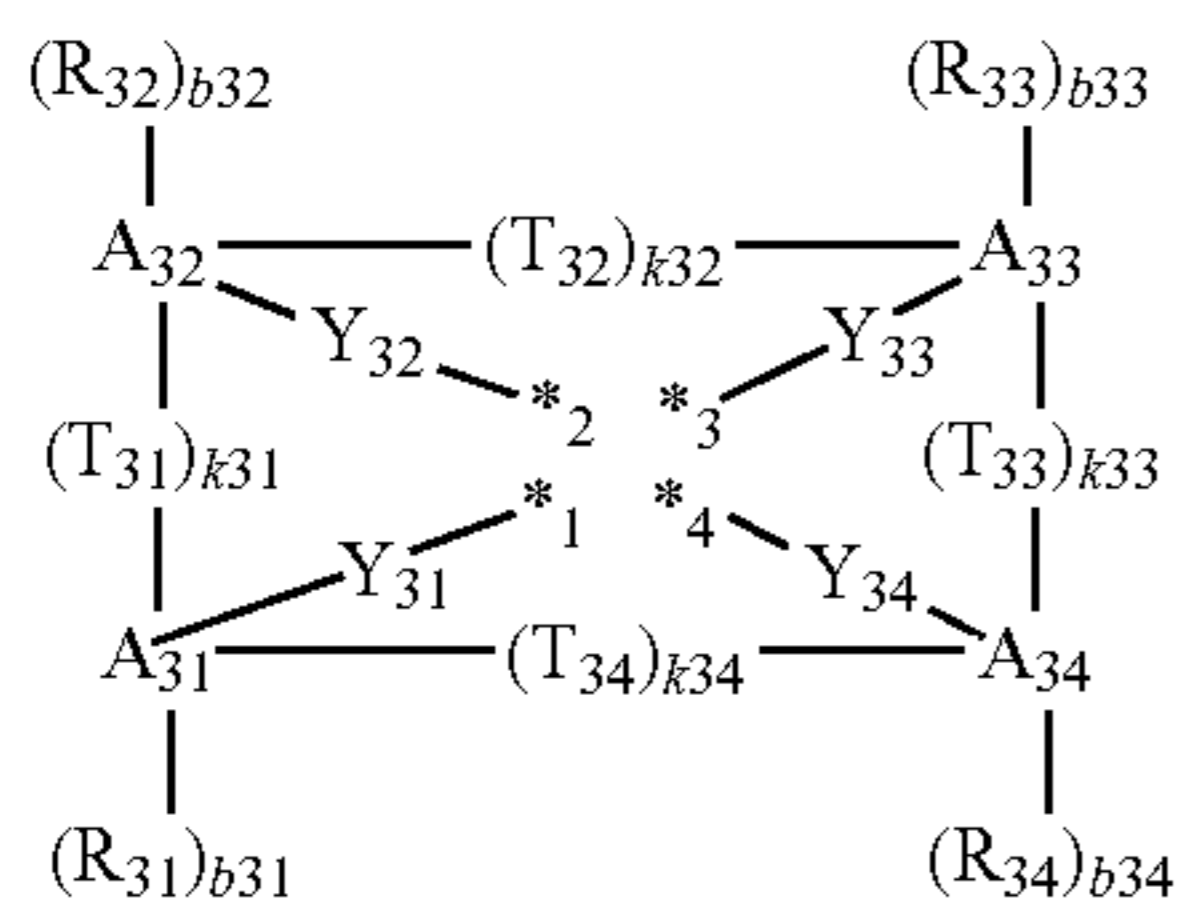 (R32)b32 (R33)b33
A32 (T32)k32 A33
Y32 Y33
*2 *3
(T31)k31 (T33)k33
*1 *4
Y31 Y34
A31 (T34)k34 A34
(R31)b31 (R34)b34